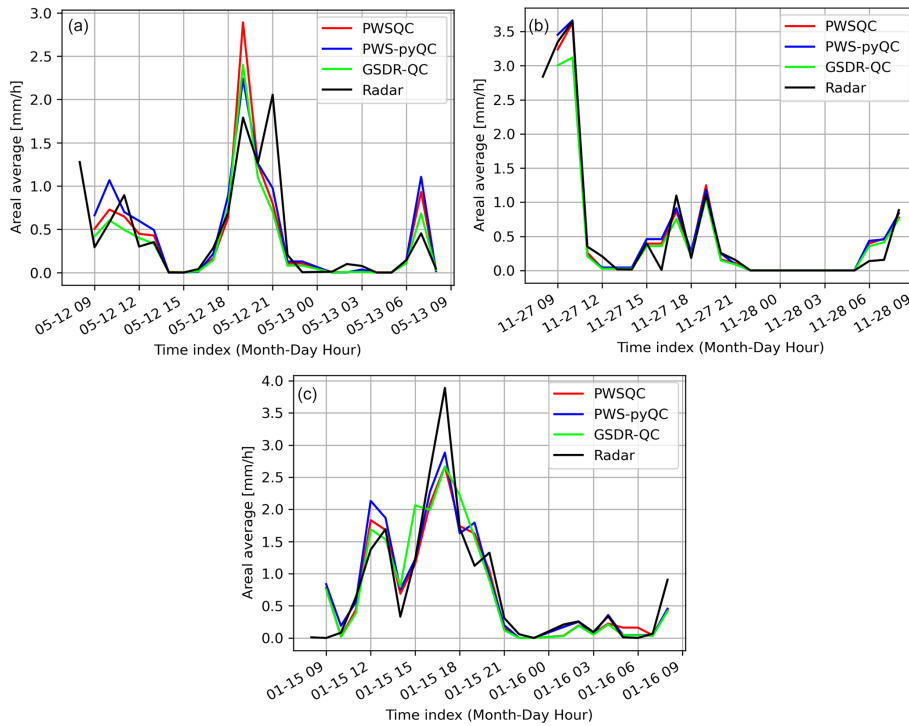 (a)
PWSQC
PWS-pyQC
GSDR-QC
Radar
Areal average [mm/h]
3.0
2.5
2.0
1.5
1.0
0.5
0.0
05-12 09
05-12 12
05-12 15
05-12 18
05-12 21
05-13 00
05-13 03
05-13 06
05-13 09
Time index (Month-Day Hour)
(b)
PWSQC
PWS-pyQC
GSDR-QC
Radar
Areal average [mm/h]
3.5
3.0
2.5
2.0
1.5
1.0
0.5
0.0
11-27 09
11-27 12
11-27 15
11-27 18
11-27 21
11-28 00
11-28 03
11-28 06
11-28 09
Time index (Month-Day Hour)
(c)
PWSQC
PWS-pyQC
GSDR-QC
Radar
Areal average [mm/h]
4.0
3.5
3.0
2.5
2.0
1.5
1.0
0.5
0.0
01-15 09
01-15 12
01-15 15
01-15 18
01-15 21
01-16 00
01-16 03
01-16 06
01-16 09
Time index (Month-Day Hour)